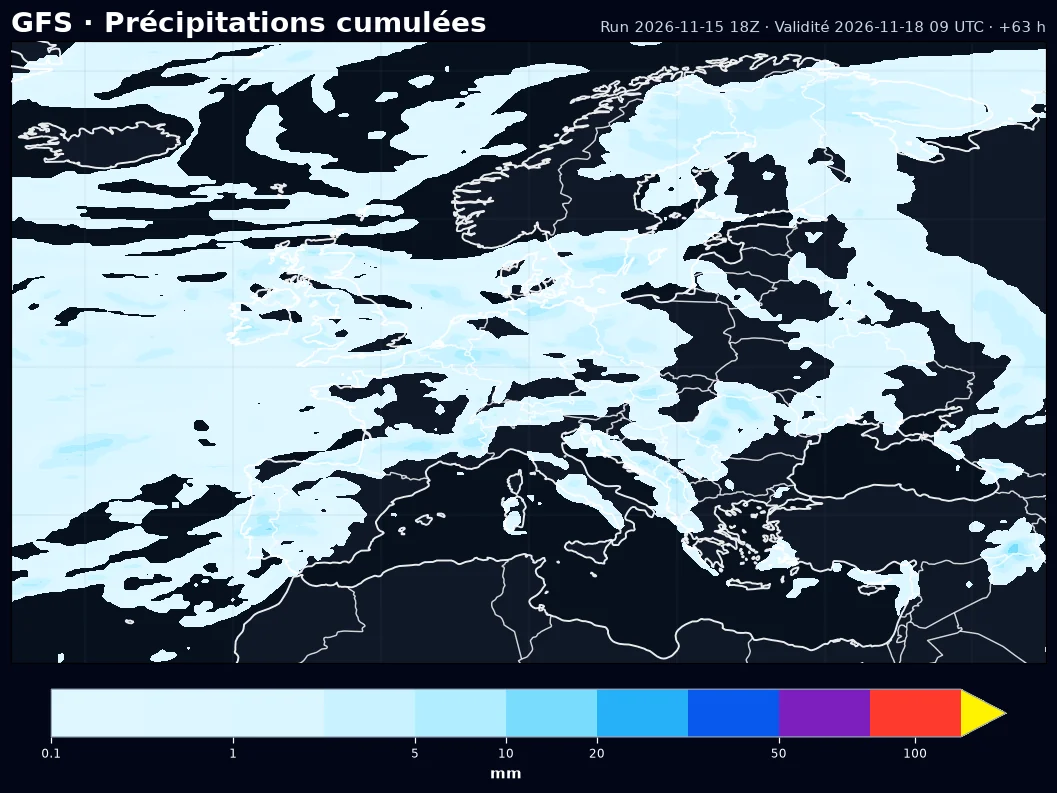 GFS · Précipitations cumulées
Run 2026-11-15 18Z · Validité 2026-11-18 09 UTC · +63 h
0.1 1 5 10 20 50 100
mm